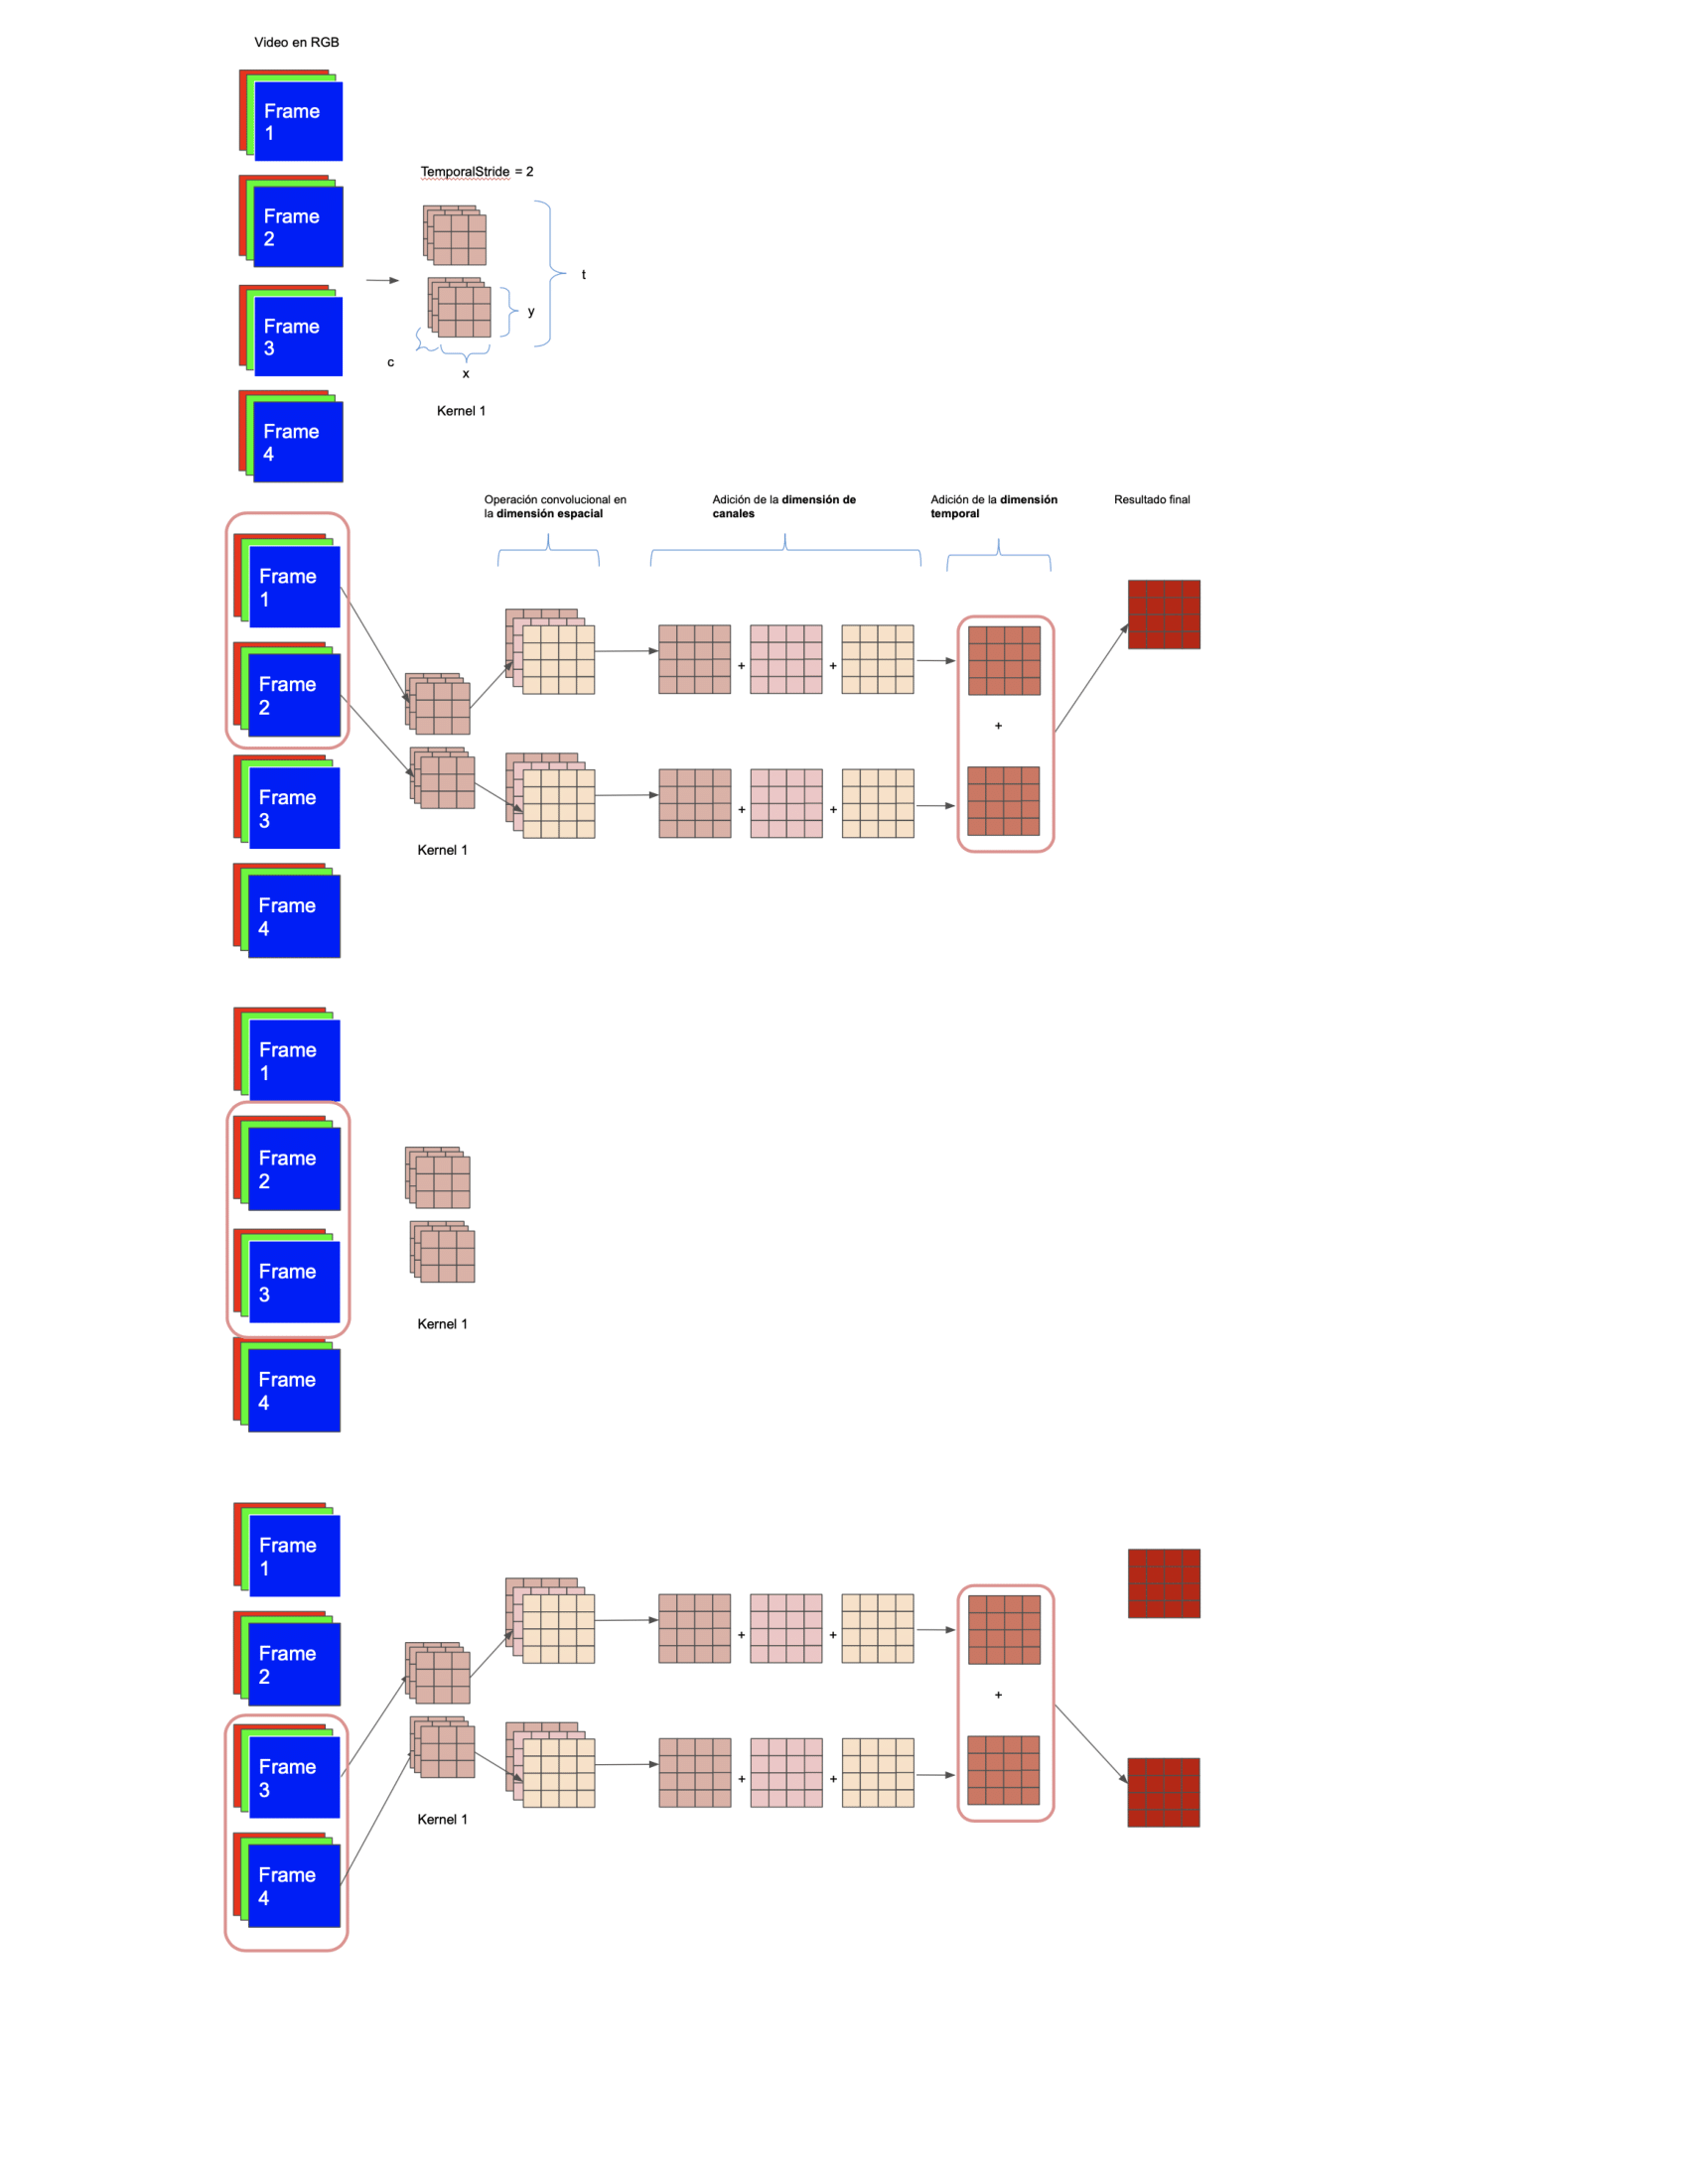 Video en RGB
Frame
1
TemporalStride = 2
Frame
2
t
y
Frame
3
c
x
Kernel 1
Frame
4
Operación convolucional en
la dimensión espacial
Adición de la dimensión de
canales
Adición de la dimensión
temporal
Resultado final
Frame
1
+
+
Frame
2
+
Frame
3
+
+
Kernel 1
Frame
4
Frame
1
Frame
2
Frame
3
Kernel 1
Frame
4
Frame
1
+
+
Frame
2
+
Frame
3
+
+
Kernel 1
Frame
4